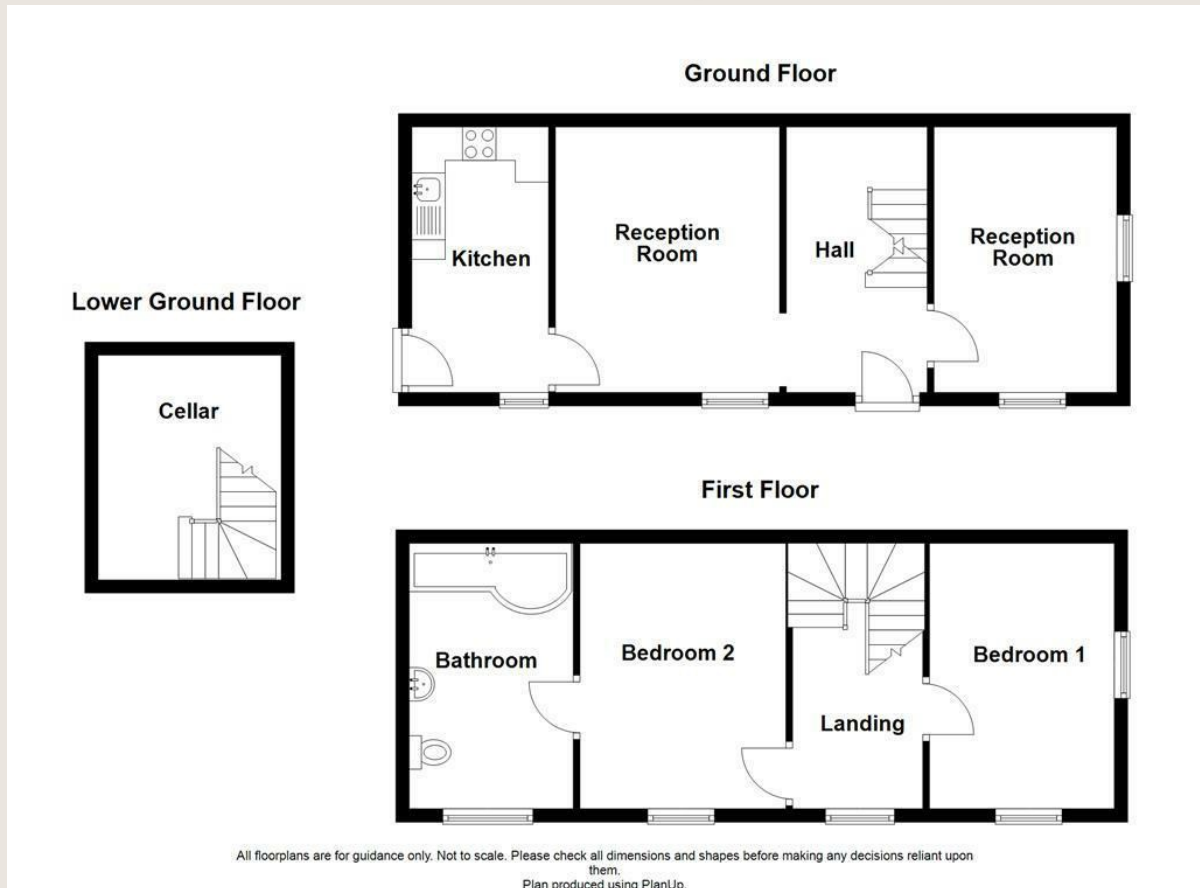 Ground Floor
Kitchen
Reception
Room
Hall
Reception
Room
Lower Ground Floor
Cellar
First Floor
Bathroom
Bedroom 2
Landing
Bedroom 1
All floorplans are for guidance only. Not to scale. Please check all dimensions and shapes before making any decisions reliant upon
them.
Plan produced using PlanUp.